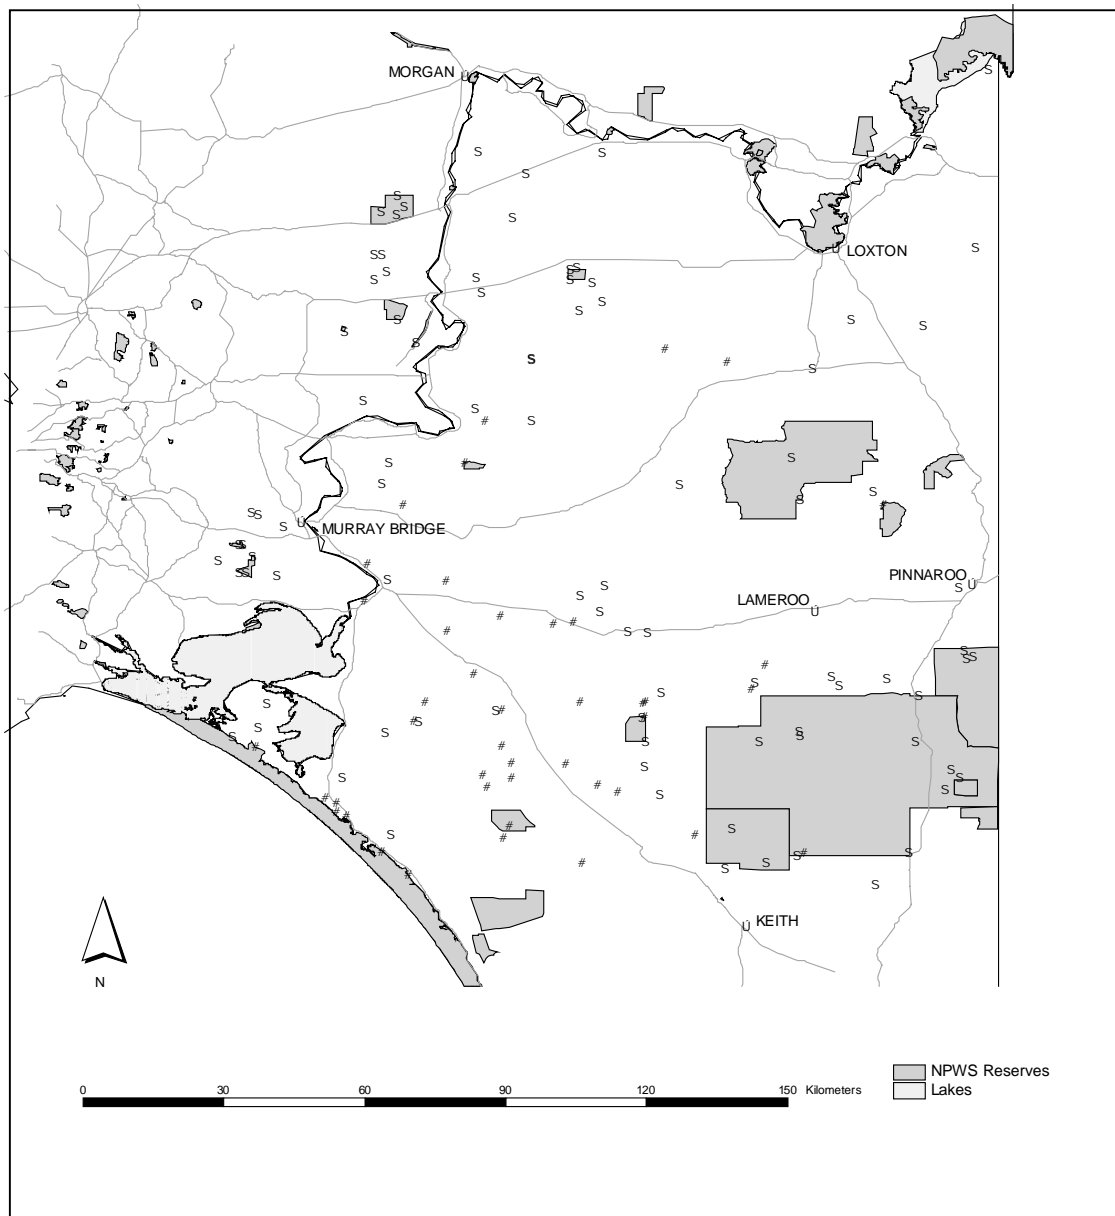 MORGAN
LOXTON
MURRAY BRIDGE
PINNAROO
LAMEROO
KEITH
N
0 30 60 90 120 150 Kilometers
NPWS Reserves
Lakes